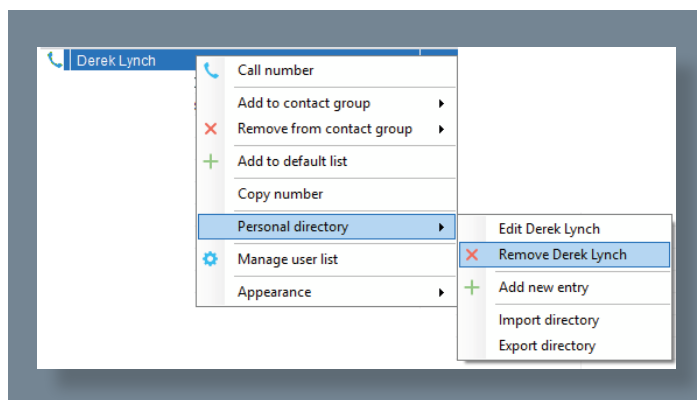 Derek Lynch
Call number
Add to contact group
Remove from contact group
Add to default list
Copy number
Personal directory
Manage user list
Appearance
Edit Derek Lynch
Remove Derek Lynch
Add new entry
Import directory
Export directory